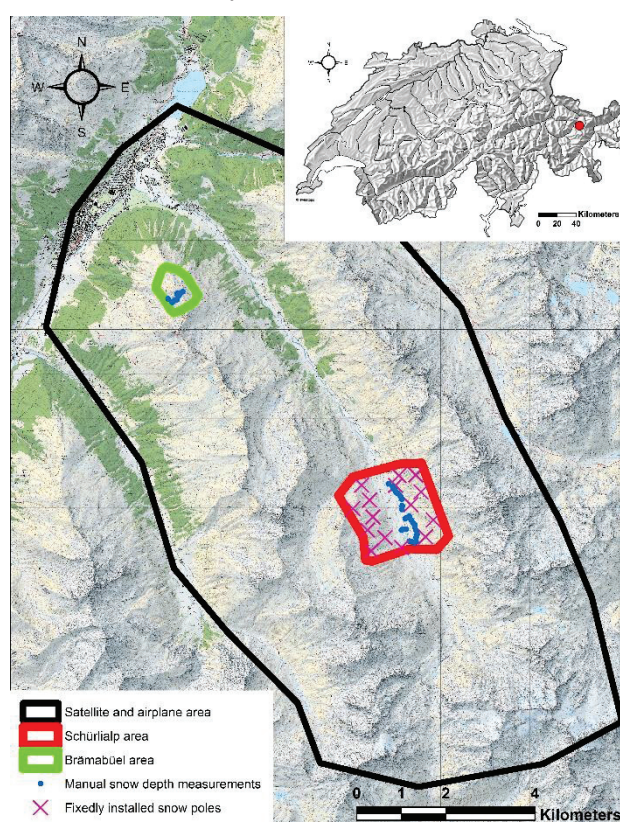 N
W E
S
Kilometers
0 20 40
Satellite and airplane area
Schürlialp area
Brämabüel area
Manual snow depth measurements
Fixedly installed snow poles
0 1 2 4
Kilometers